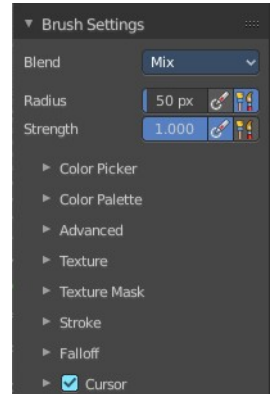 Brush Settings
Blend Mix
Radius 50 px
Strength 1.000
Color Picker
Color Palette
Advanced
Texture
Texture Mask
Stroke
Falloff
Cursor